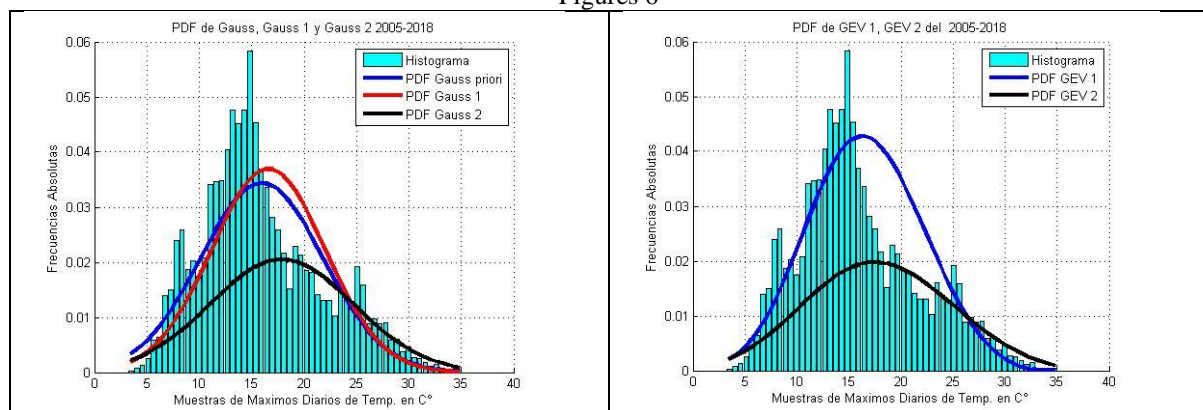 Figures 6
PDF de Gauss, Gauss 1 y Gauss 2 2005-2018
0.06
0.05
0.04
0.03
0.02
0.01
0
Frecuencias Absolutas
Histograma
PDF Gauss priori
PDF Gauss 1
PDF Gauss 2
0 5 10 15 20 25 30 35 40
Muestras de Maximos Diarios de Temp. en C°
PDF de GEV 1, GEV 2 del 2005-2018
0.06
0.05
0.04
0.03
0.02
0.01
0
Frecuencias Absolutas
Histograma
PDF GEV 1
PDF GEV 2
0 5 10 15 20 25 30 35 40
Muestras de Maximos Diarios de Temp. en C°